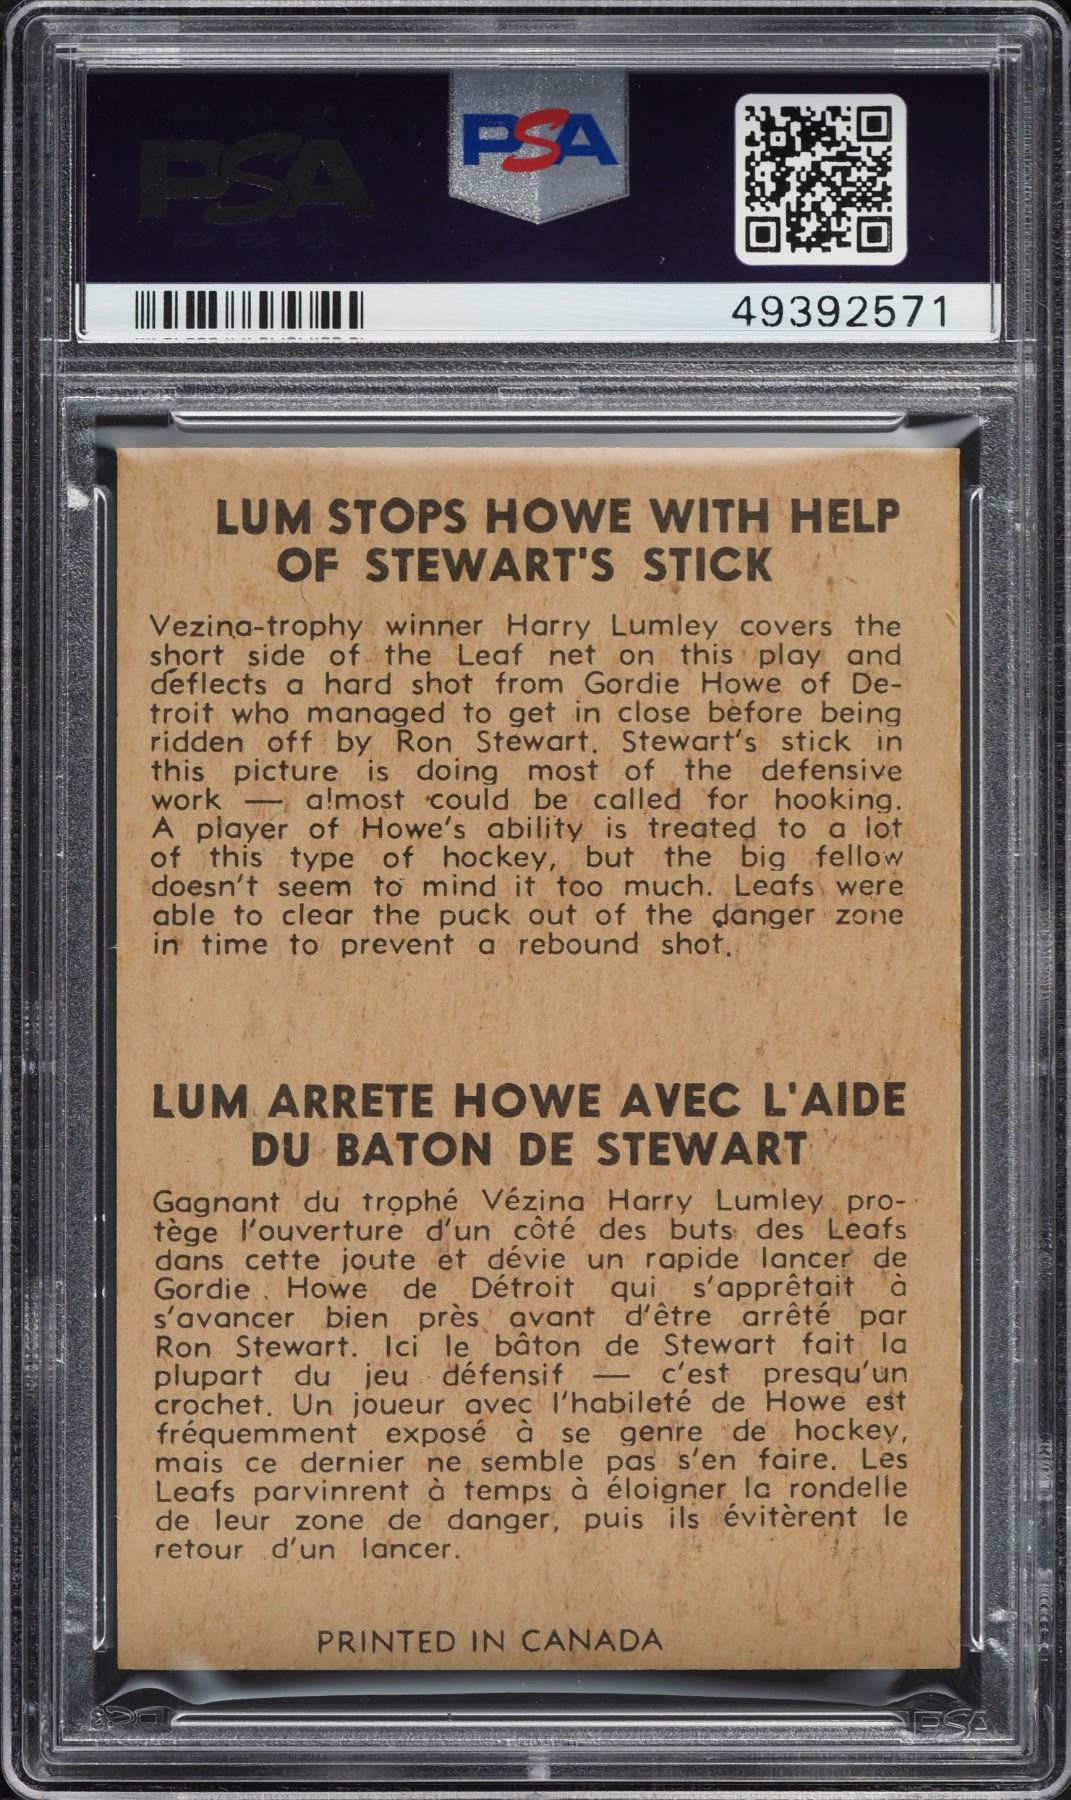 PSA
PSA
49392571
LUM STOPS HOWE WITH HELP
OF STEWART'S STICK
Vezina-trophy winner Harry Lumley covers the
short side of the Leaf net on this play and
deflects a hard shot from Gordie Howe of De-
troit who managed to get in close before being
ridden off by Ron Stewart. Stewart's stick in
this picture is doing most of the defensive
work — almost could be called for hooking.
A player of Howe's ability is treated to a lot
of this type of hockey, but the big fellow
doesn't seem to mind it too much. Leafs were
able to clear the puck out of the danger zone
in time to prevent a rebound shot.
LUM ARRETE HOWE AVEC L'AIDE
DU BATON DE STEWART
Gagnant du trophé Vézina Harry Lumley pro-
tège l'ouverture d'un côté des buts des Leafs
dans cette joute et dévie un rapide lancer de
Gordie Howe de Détroit qui s'apprêtait à
s'avancer bien près avant d'être arrêté par
Ron Stewart. Ici le bâton de Stewart fait la
plupart du jeu défensif — c'est presqu'un
crochet. Un joueur avec l'habileté de Howe est
fréquemment exposé à se genre de hockey,
mais ce dernier ne semble pas s'en faire. Les
Leafs parvinrent à temps à éloigner la rondelle
de leur zone de danger, puis ils évitèrent le
retour d'un lancer.
PRINTED IN CANADA
PSA